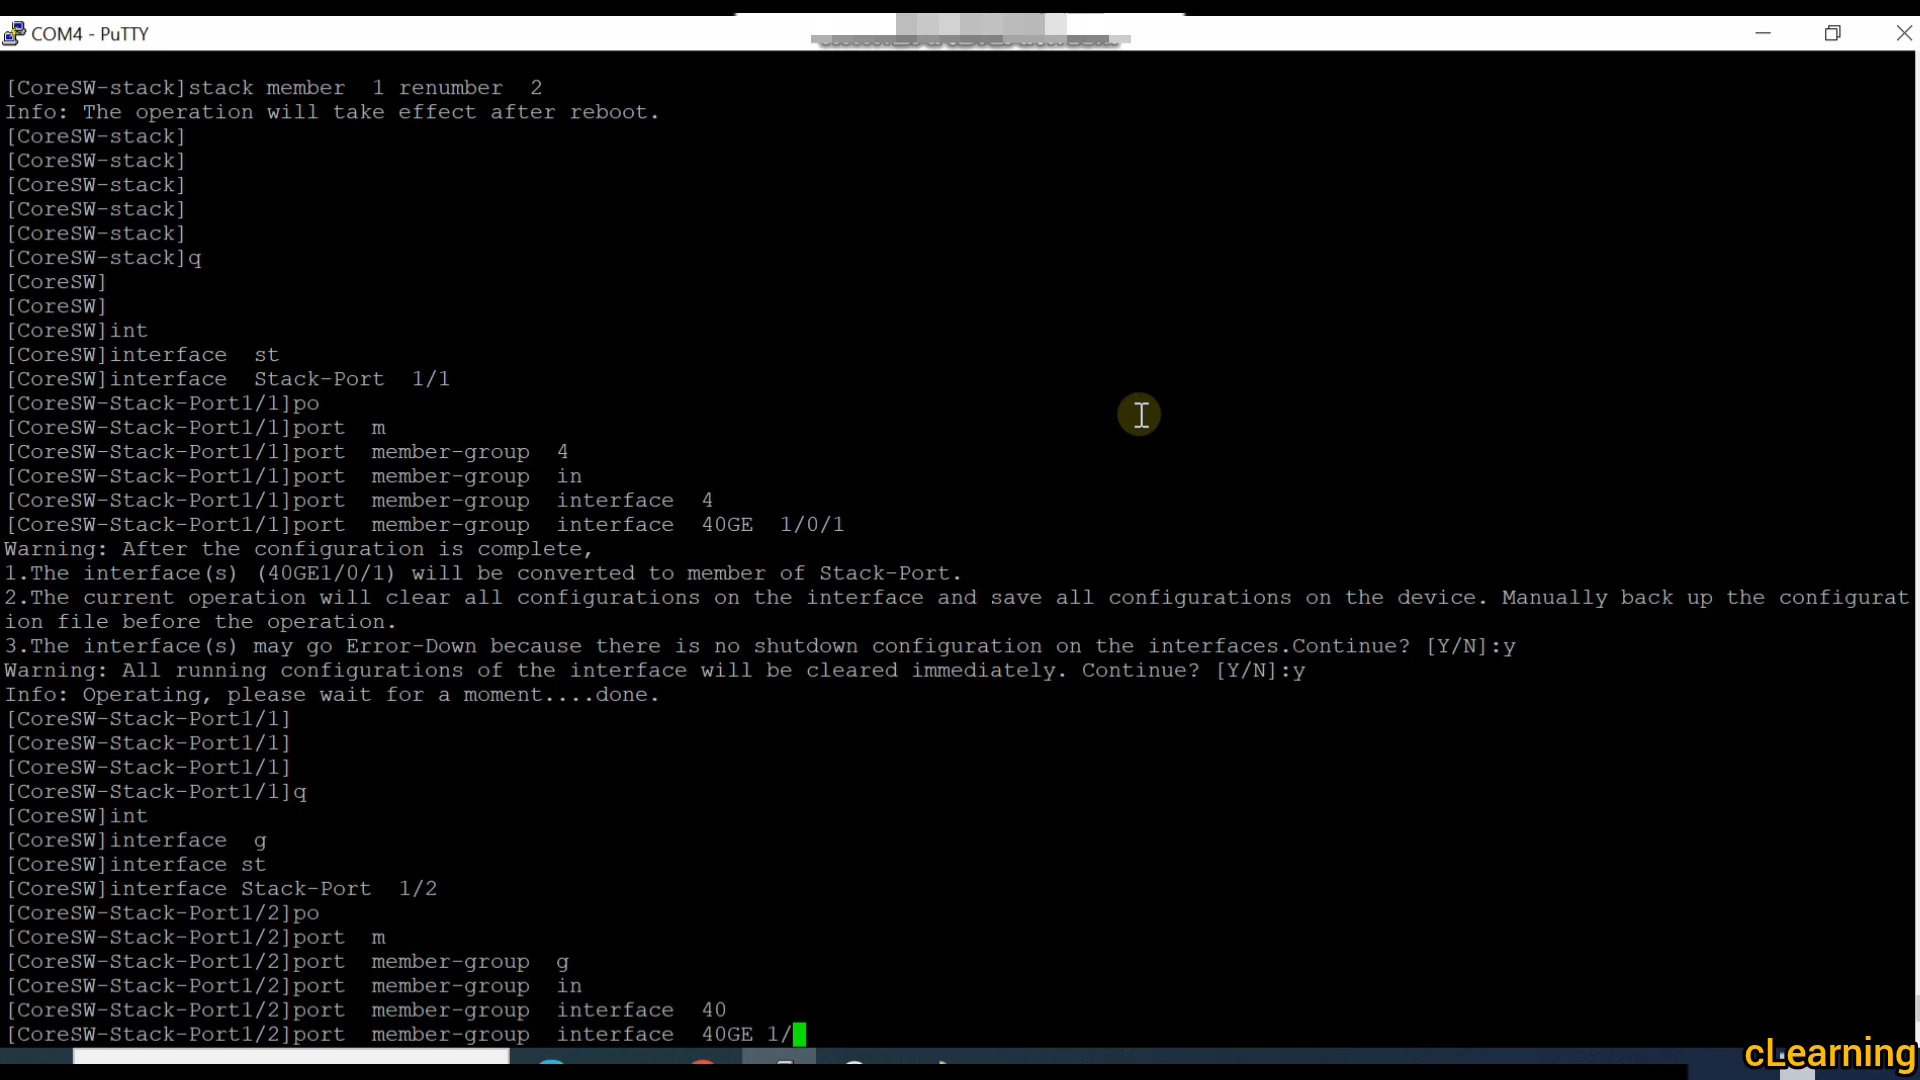 COM4 - PuTTY
[CoreSW-stack]stack member  1 renumber  2
Info: The operation will take effect after reboot.
[CoreSW-stack]
[CoreSW-stack]
[CoreSW-stack]
[CoreSW-stack]
[CoreSW-stack]
[CoreSW-stack]q
[CoreSW]
[CoreSW]
[CoreSW]int
[CoreSW]interface  st
[CoreSW]interface  Stack-Port  1/1
[CoreSW-Stack-Port1/1]po
[CoreSW-Stack-Port1/1]port  m
[CoreSW-Stack-Port1/1]port  member-group  4
[CoreSW-Stack-Port1/1]port  member-group  in
[CoreSW-Stack-Port1/1]port  member-group  interface  4
[CoreSW-Stack-Port1/1]port  member-group  interface  40GE  1/0/1
Warning: After the configuration is complete,
1.The interface(s) (40GE1/0/1) will be converted to member of Stack-Port.
2.The current operation will clear all configurations on the interface and save all configurations on the device. Manually back up the configurat
ion file before the operation.
3.The interface(s) may go Error-Down because there is no shutdown configuration on the interfaces.Continue? [Y/N]:y
Warning: All running configurations of the interface will be cleared immediately. Continue? [Y/N]:y
Info: Operating, please wait for a moment....done.
[CoreSW-Stack-Port1/1]
[CoreSW-Stack-Port1/1]
[CoreSW-Stack-Port1/1]
[CoreSW-Stack-Port1/1]q
[CoreSW]int
[CoreSW]interface  g
[CoreSW]interface st
[CoreSW]interface Stack-Port  1/2
[CoreSW-Stack-Port1/2]po
[CoreSW-Stack-Port1/2]port  m
[CoreSW-Stack-Port1/2]port  member-group  g
[CoreSW-Stack-Port1/2]port  member-group  in
[CoreSW-Stack-Port1/2]port  member-group  interface  40
[CoreSW-Stack-Port1/2]port  member-group  interface  40GE 1/
cLearning